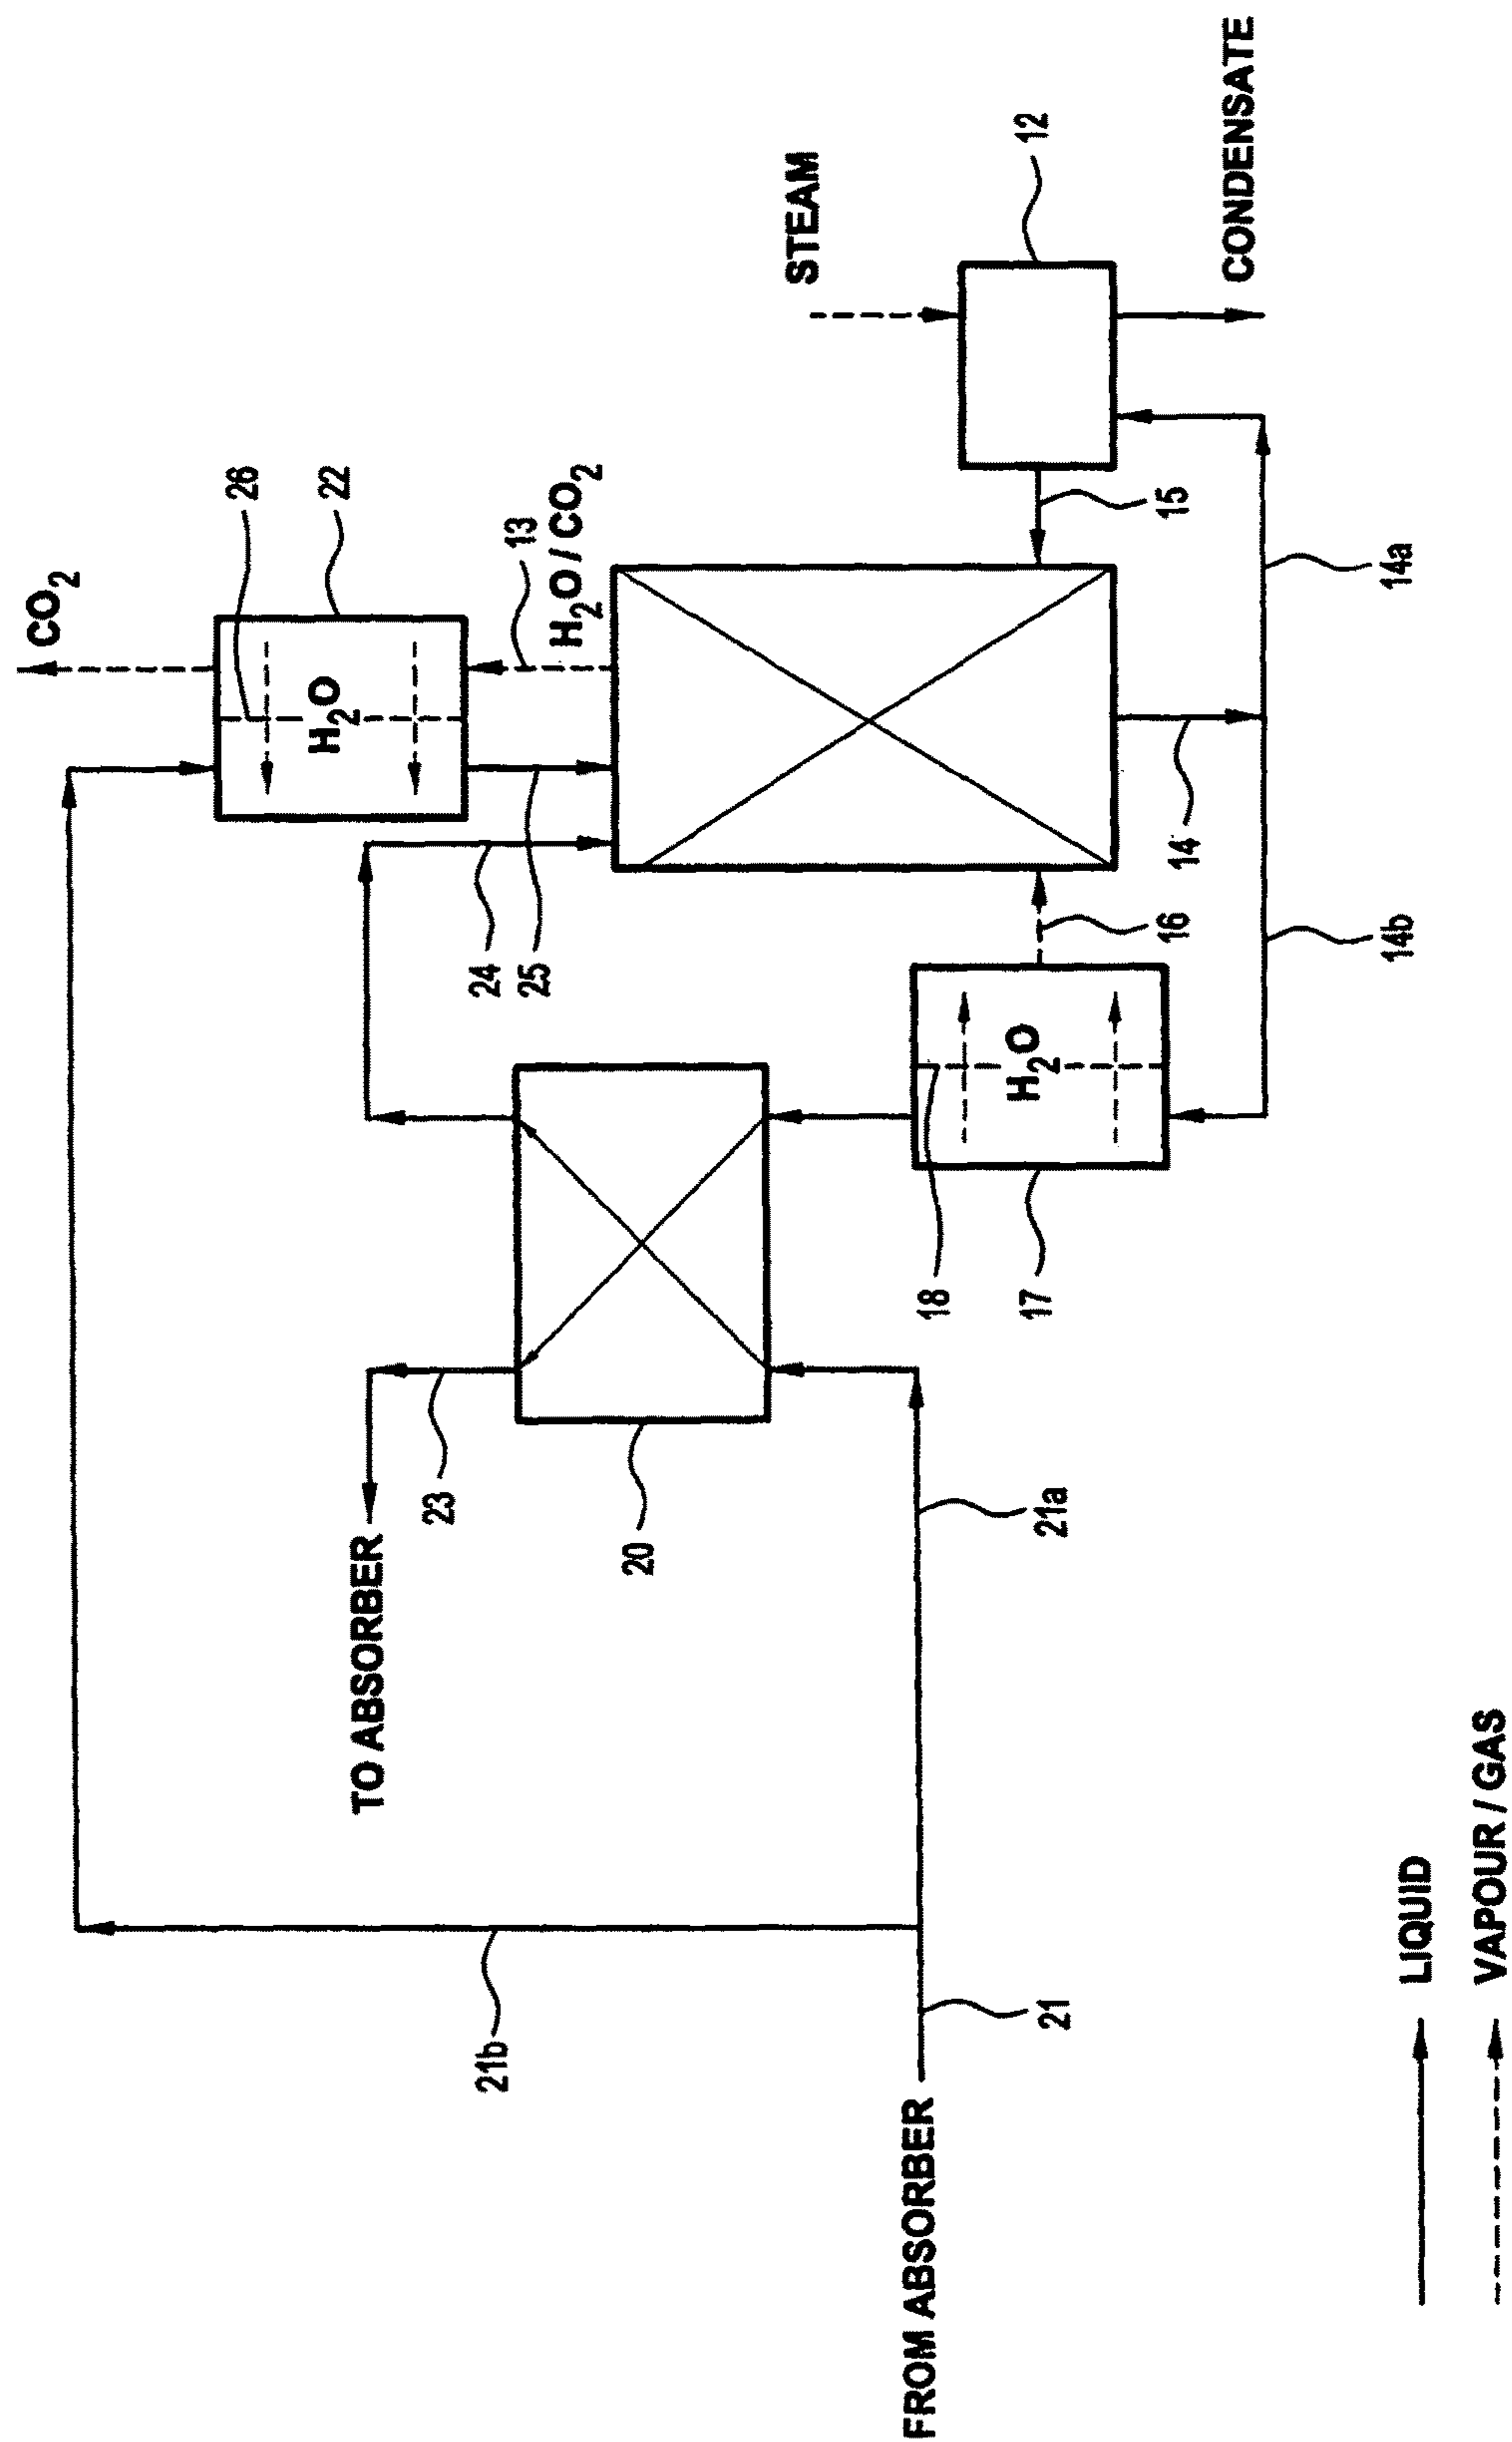 CO2
26
H2O
22
TO ABSORBER
23
21b
24
13
25
H2O / CO2
20
STEAM
FROM ABSORBER
18
H2O
17
12
21
21a
16
15
14
CONDENSATE
14b
14a
LIQUID
VAPOUR / GAS